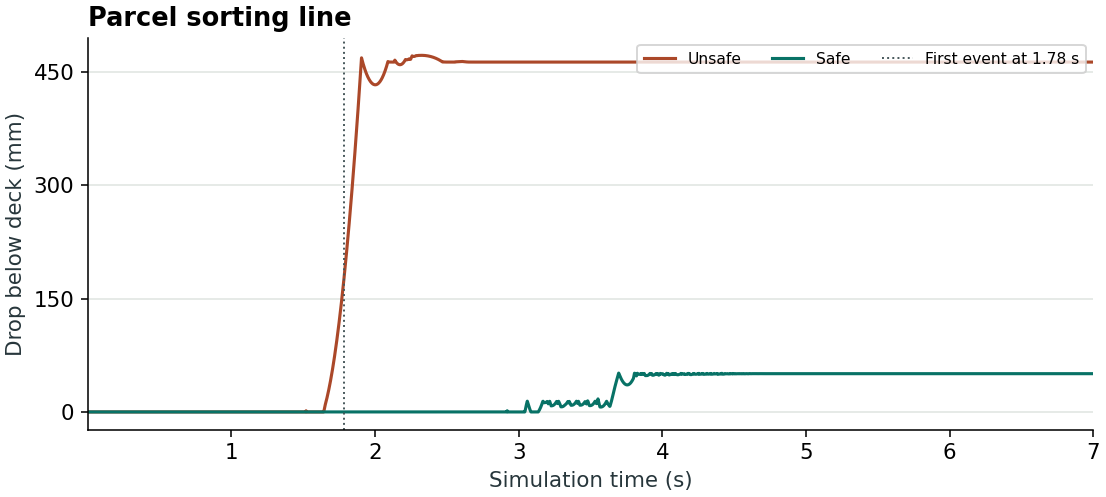 Parcel sorting line
Unsafe Safe First event at 1.78 s
Drop below deck (mm)
450
300
150
0
1 2 3 4 5 6 7
Simulation time (s)